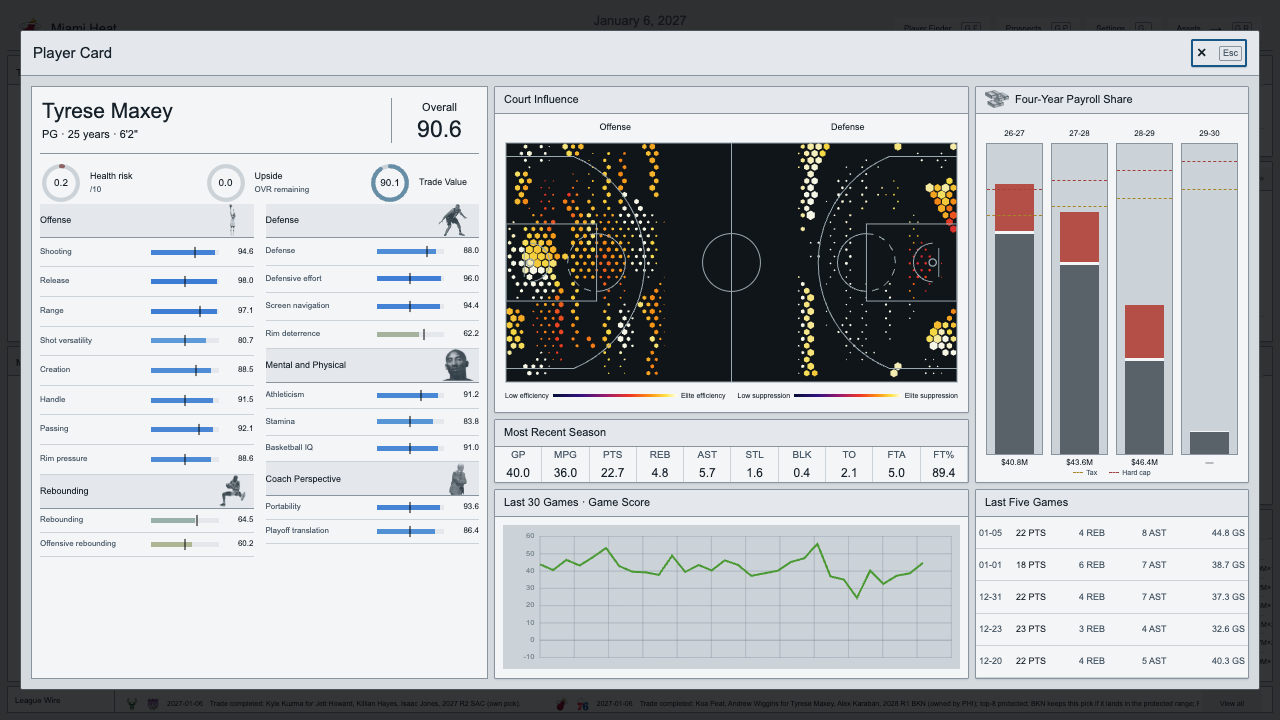 January 6, 2027
Miami Heat
Player Finder
Prospects
Settings
Assets
Player Card
× Esc
Tyrese Maxey
PG · 25 years · 6'2"
Overall
90.6
0.2 Health risk
/10
0.0 Upside
OVR remaining
90.1 Trade Value
Offense
Shooting 94.6
Release 98.0
Range 97.1
Shot versatility 80.7
Creation 88.5
Handle 91.5
Passing 92.1
Rim pressure 88.6
Rebounding
Rebounding 64.5
Offensive rebounding 60.2
Defense
Defense 88.0
Defensive effort 96.0
Screen navigation 94.4
Rim deterrence 62.2
Mental and Physical
Athleticism 91.2
Stamina 83.8
Basketball IQ 91.0
Coach Perspective
Portability 93.6
Playoff translation 86.4
Court Influence
Offense Defense
Low efficiency Elite efficiency Low suppression Elite suppression
Most Recent Season
GP MPG PTS REB AST STL BLK TO FTA FT%
40.0 36.0 22.7 4.8 5.7 1.6 0.4 2.1 5.0 89.4
Last 30 Games · Game Score
60
50
40
30
20
10
0
-10
Four-Year Payroll Share
26-27 27-28 28-29 29-30
$40.8M $43.6M $46.4M —
Tax Hard cap
Last Five Games
01-05 22 PTS 4 REB 8 AST 44.8 GS
01-01 18 PTS 6 REB 7 AST 38.7 GS
12-31 22 PTS 4 REB 7 AST 37.3 GS
12-23 23 PTS 3 REB 4 AST 32.6 GS
12-20 22 PTS 4 REB 5 AST 40.3 GS
League Wire
2027-01-06 Trade completed: Kyle Kuzma for Jett Howard, Killian Hayes, Isaac Jones, 2027 R2 SAC (own pick)
2027-01-06 Trade completed: Koa Peat, Andrew Wiggins for Tyrese Maxey, Alex Karaban, 2028 R1 BKN (owned by PHI); top-8 protected; BKN keeps this pick if it lands in the protected range;
View all